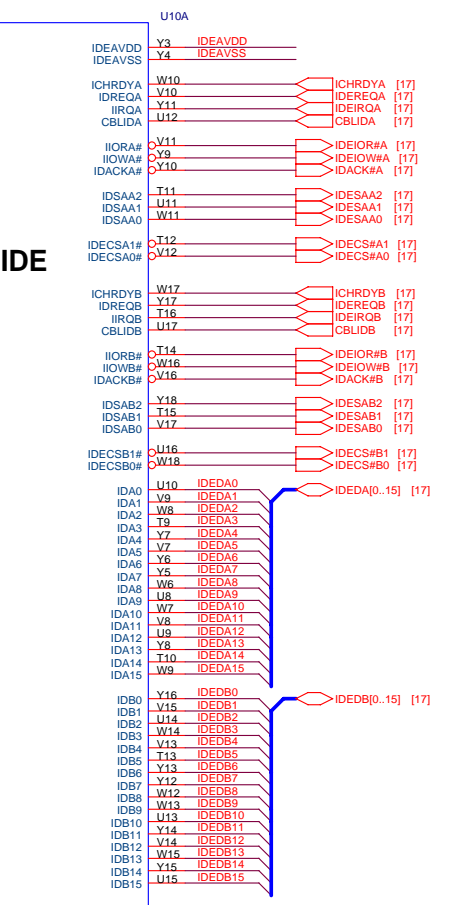 U10A
IDEAVDD Y3 IDEAVDD
IDEAVSS Y4 IDEAVSS
ICHRDYA W10 ICHRDYA [17]
IDREQA V10 IDEREQA [17]
IIRQA Y11 IDEIRQA [17]
CBLIDA U12 CBLIDA [17]
IIORA# V11 IDEIOR#A [17]
IIOWA# Y9 IDEIOW#A [17]
IDACKA# Y10 IDACK#A [17]
IDSAA2 T11 IDESAA2 [17]
IDSAA1 U11 IDESAA1 [17]
IDSAA0 W11 IDESAA0 [17]
IDECSA1# T12 IDECS#A1 [17]
IDECSA0# V12 IDECS#A0 [17]
IDE
ICHRDYB W17 ICHRDYB [17]
IDREQB Y17 IDEREQB [17]
IIRQB T16 IDEIRQB [17]
CBLIDB U17 CBLIDB [17]
IIORB# T14 IDEIOR#B [17]
IIOWB# W16 IDEIOW#B [17]
IDACKB# V16 IDACK#B [17]
IDSAB2 Y18 IDESAB2 [17]
IDSAB1 T15 IDESAB1 [17]
IDSAB0 V17 IDESAB0 [17]
IDECSB1# U16 IDECS#B1 [17]
IDECSB0# W18 IDECS#B0 [17]
IDA0 U10 IDEDA0 IDEDA[0..15] [17]
IDA1 V9 IDEDA1
IDA2 W8 IDEDA2
IDA3 T9 IDEDA3
IDA4 Y7 IDEDA4
IDA5 V7 IDEDA5
IDA6 Y6 IDEDA6
IDA7 Y5 IDEDA7
IDA8 W6 IDEDA8
IDA9 U8 IDEDA9
IDA10 W7 IDEDA10
IDA11 V8 IDEDA11
IDA12 U9 IDEDA12
IDA13 Y8 IDEDA13
IDA14 T10 IDEDA14
IDA15 W9 IDEDA15
IDB0 Y16 IDEDB0 IDEDB[0..15] [17]
IDB1 V15 IDEDB1
IDB2 U14 IDEDB2
IDB3 W14 IDEDB3
IDB4 V13 IDEDB4
IDB5 T13 IDEDB5
IDB6 Y13 IDEDB6
IDB7 Y12 IDEDB7
IDB8 W12 IDEDB8
IDB9 W13 IDEDB9
IDB10 U13 IDEDB10
IDB11 Y14 IDEDB11
IDB12 V14 IDEDB12
IDB13 W15 IDEDB13
IDB14 Y15 IDEDB14
IDB15 U15 IDEDB15